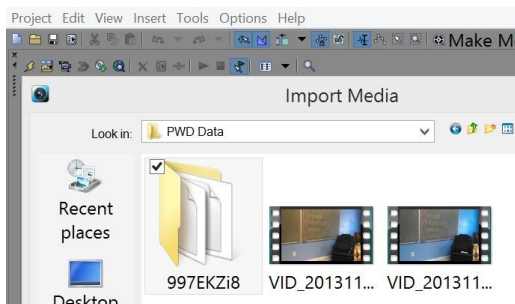 Project Edit View Insert Tools Options Help
Make M
Import Media
Look in: PWD Data
Recent places
997EKZi8 VID_201311... VID_201311...
Desktop